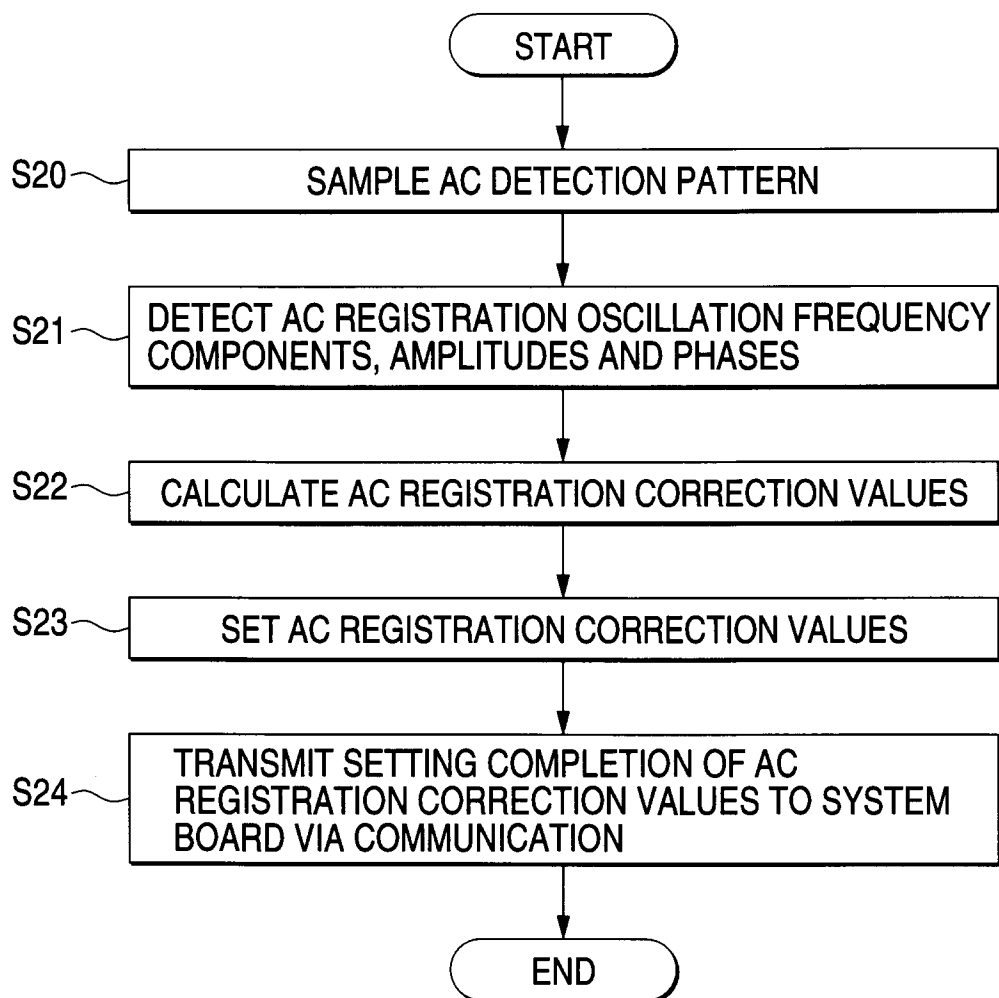 START
S20
SAMPLE AC DETECTION PATTERN
S21
DETECT AC REGISTRATION OSCILLATION FREQUENCY
COMPONENTS, AMPLITUDES AND PHASES
S22
CALCULATE AC REGISTRATION CORRECTION VALUES
S23
SET AC REGISTRATION CORRECTION VALUES
S24
TRANSMIT SETTING COMPLETION OF AC
REGISTRATION CORRECTION VALUES TO SYSTEM
BOARD VIA COMMUNICATION
END